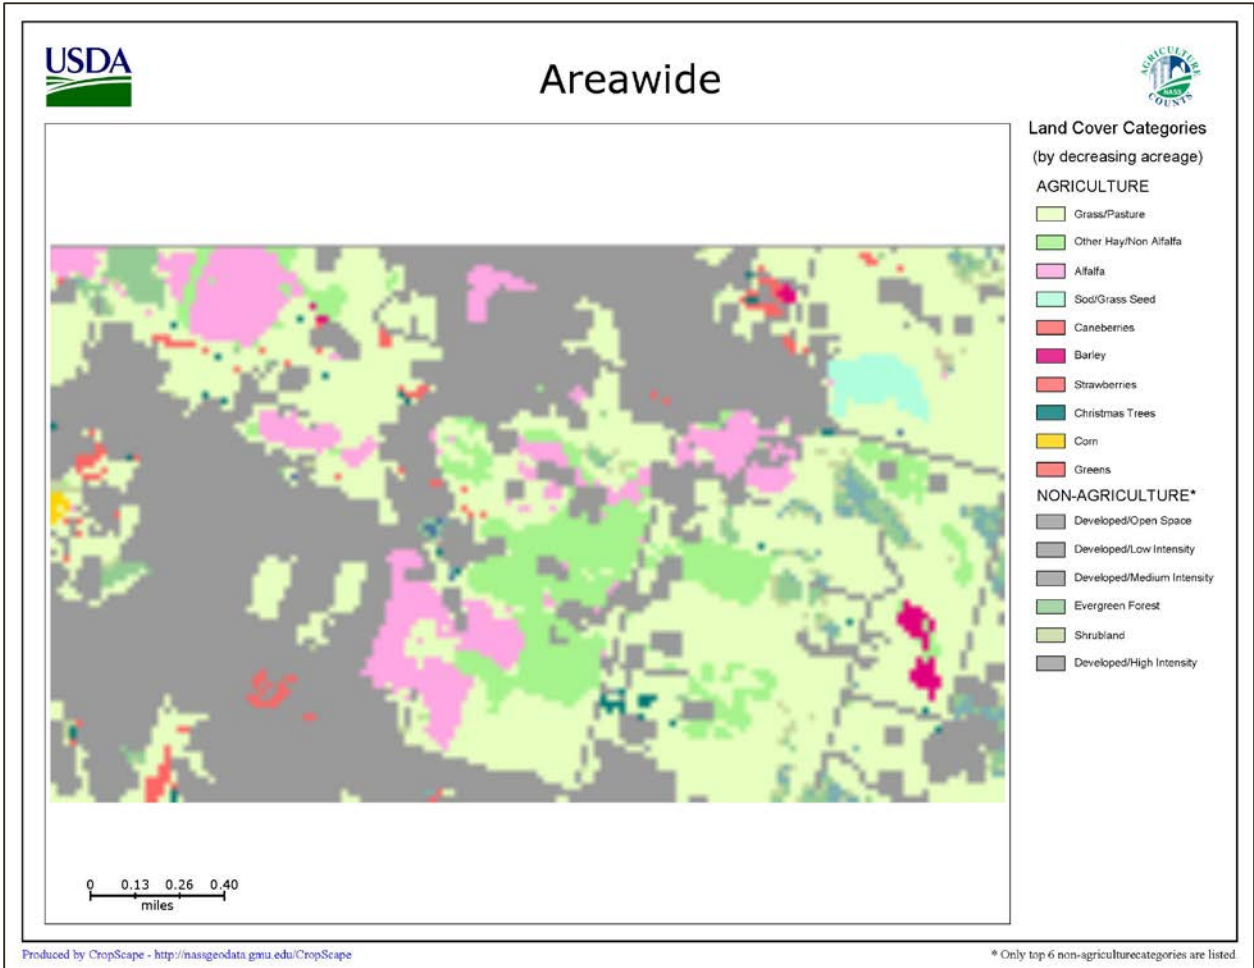 USDA
Areawide
AGRICULTURE
NASS
COUNTS
Land Cover Categories
(by decreasing acreage)
AGRICULTURE
Grass/Pasture
Other Hay/Non Alfalfa
Alfalfa
Sod/Grass Seed
Caneberries
Barley
Strawberries
Christmas Trees
Corn
Greens
NON-AGRICULTURE*
Developed/Open Space
Developed/Low Intensity
Developed/Medium Intensity
Evergreen Forest
Shrubland
Developed/High Intensity
0 0.13 0.26 0.40
miles
Produced by CropScape - http://nassgeodata.gmu.edu/CropScape
* Only top 6 non-agriculturecategories are listed.